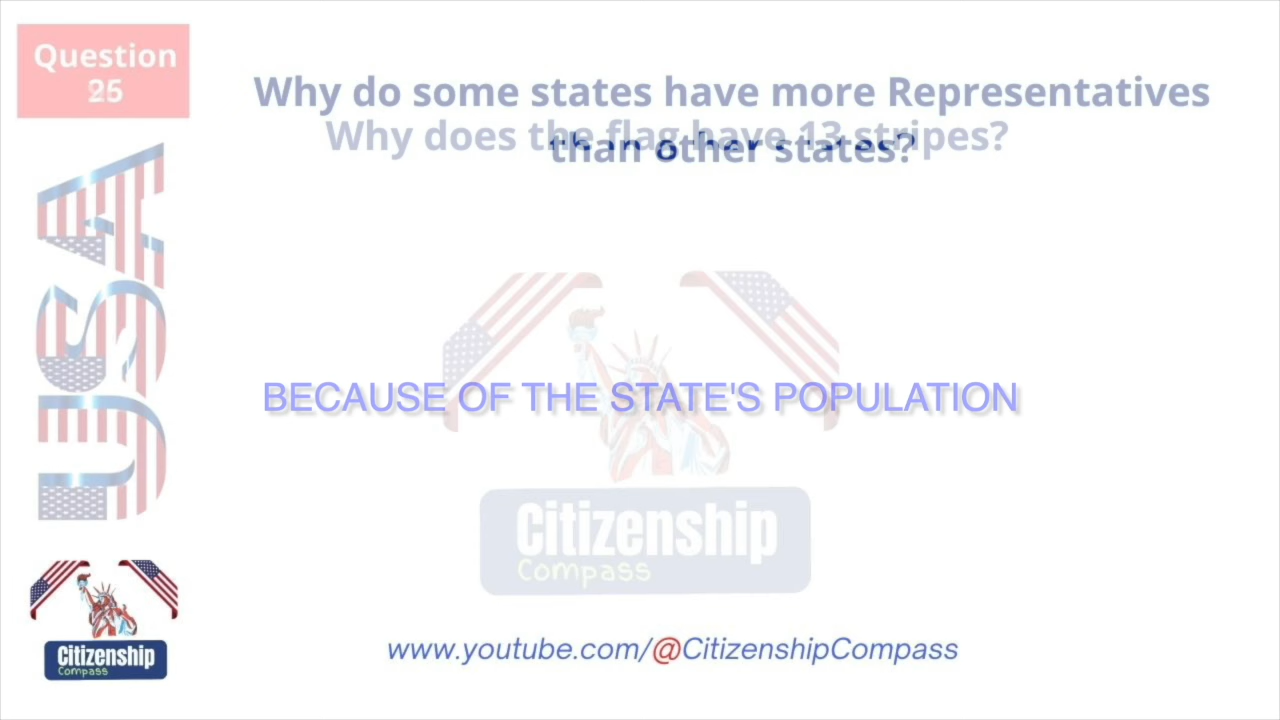 Question
25
Why do some states have more Representatives
than other states?
Why does the flag have 13 stripes?
USA
BECAUSE OF THE STATE'S POPULATION
Citizenship
Compass
Citizenship
Compass
www.youtube.com/@CitizenshipCompass